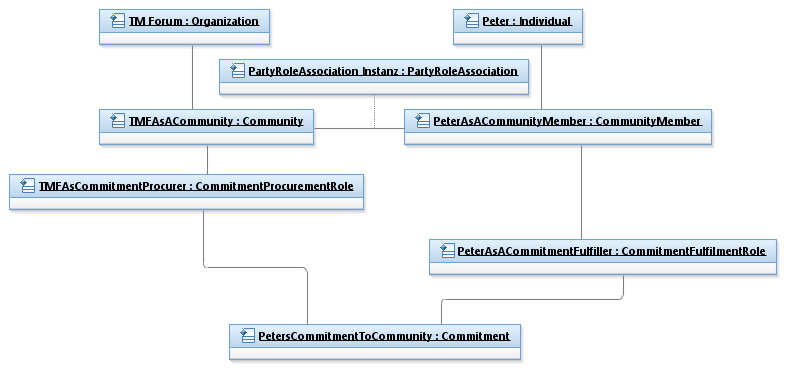 TM Forum : Organization
Peter : Individual
PartyRoleAssociation Instanz : PartyRoleAssociation
TMFAsACommunity : Community
PeterAsACommunityMember : CommunityMember
TMFAsCommitmentProcurer : CommitmentProcurementRole
PeterAsACommitmentFulfiller : CommitmentFulfilmentRole
PetersCommitmentToCommunity : Commitment